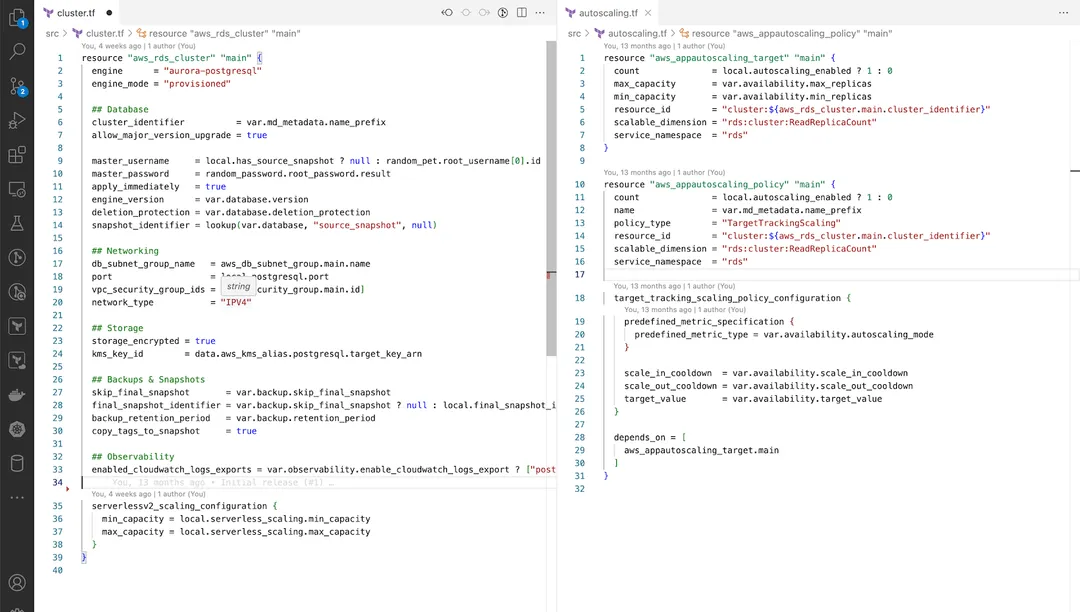 cluster.tf
src > cluster.tf > resource "aws_rds_cluster" "main"
You, 4 weeks ago | 1 author (You)
1 resource "aws_rds_cluster" "main" {
2 engine = "aurora-postgresql"
3 engine_mode = "provisioned"
4
5 ## Database
6 cluster_identifier = var.md_metadata.name_prefix
7 allow_major_version_upgrade = true
8
9 master_username = local.has_source_snapshot ? null : random_pet.root_username[0].id
10 master_password = random_password.root_password.result
11 apply_immediately = true
12 engine_version = var.database.version
13 deletion_protection = var.database.deletion_protection
14 snapshot_identifier = lookup(var.database, "source_snapshot", null)
15
16 ## Networking
17 db_subnet_group_name = aws_db_subnet_group.main.name
18 port = local.postgresql.port
19 vpc_security_group_ids = string ecurity_group.main.id]
20 network_type = "IPV4"
21
22 ## Storage
23 storage_encrypted = true
24 kms_key_id = data.aws_kms_alias.postgresql.target_key_arn
25
26 ## Backups & Snapshots
27 skip_final_snapshot = var.backup.skip_final_snapshot
28 final_snapshot_identifier = var.backup.skip_final_snapshot ? null : local.final_snapshot_i
29 backup_retention_period = var.backup.retention_period
30 copy_tags_to_snapshot = true
31
32 ## Observability
33 enabled_cloudwatch_logs_exports = var.observability.enable_cloudwatch_logs_export ? ["post
34 You, 13 months ago • Initial release (#1) …
You, 4 weeks ago | 1 author (You)
35 serverlessv2_scaling_configuration {
36 min_capacity = local.serverless_scaling.min_capacity
37 max_capacity = local.serverless_scaling.max_capacity
38 }
39 }
40
autoscaling.tf
src > autoscaling.tf > resource "aws_appautoscaling_policy" "main"
You, 13 months ago | 1 author (You)
1 resource "aws_appautoscaling_target" "main" {
2 count = local.autoscaling_enabled ? 1 : 0
3 max_capacity = var.availability.max_replicas
4 min_capacity = var.availability.min_replicas
5 resource_id = "cluster:${aws_rds_cluster.main.cluster_identifier}"
6 scalable_dimension = "rds:cluster:ReadReplicaCount"
7 service_namespace = "rds"
8 }
9
You, 13 months ago | 1 author (You)
10 resource "aws_appautoscaling_policy" "main" {
11 count = local.autoscaling_enabled ? 1 : 0
12 name = var.md_metadata.name_prefix
13 policy_type = "TargetTrackingScaling"
14 resource_id = "cluster:${aws_rds_cluster.main.cluster_identifier}"
15 scalable_dimension = "rds:cluster:ReadReplicaCount"
16 service_namespace = "rds"
17
You, 13 months ago | 1 author (You)
18 target_tracking_scaling_policy_configuration {
You, 13 months ago | 1 author (You)
19 predefined_metric_specification {
20 predefined_metric_type = var.availability.autoscaling_mode
21 }
22
23 scale_in_cooldown = var.availability.scale_in_cooldown
24 scale_out_cooldown = var.availability.scale_out_cooldown
25 target_value = var.availability.target_value
26 }
27
28 depends_on = [
29 aws_appautoscaling_target.main
30 ]
31 }
32
1
2